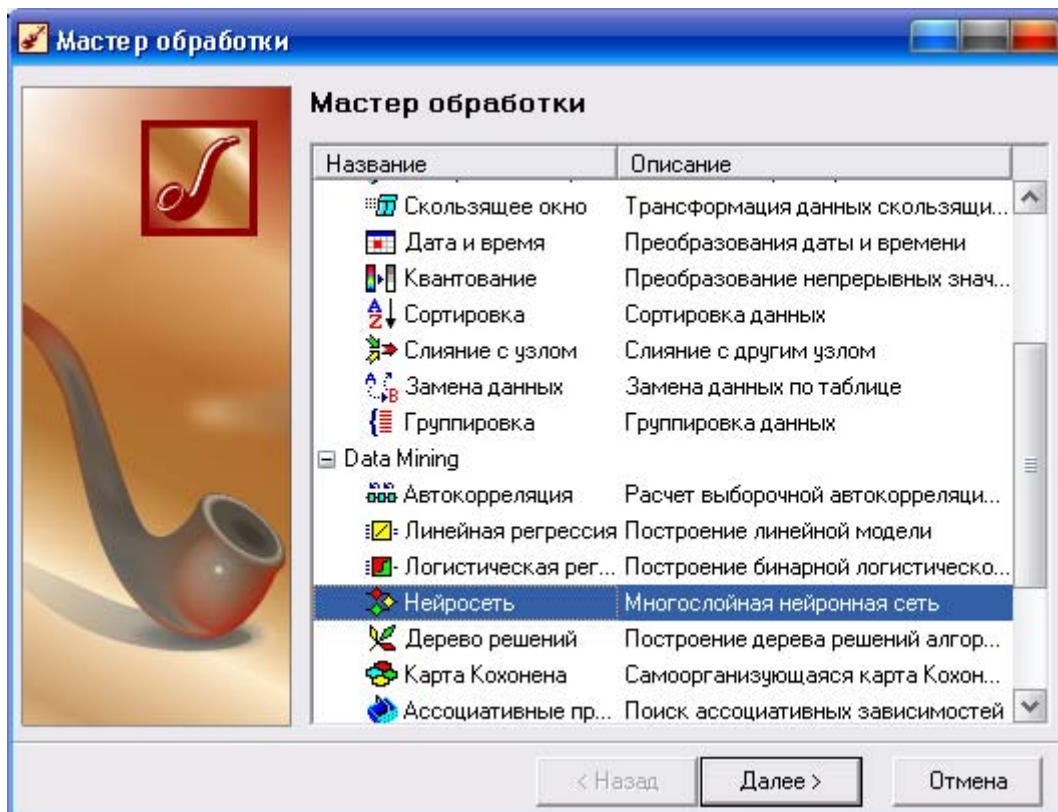 Мастер обработки
Мастер обработки
Название Описание
Скользящее окно Трансформация данных скользящи...
Дата и время Преобразования даты и времени
Квантование Преобразование непрерывных знач...
Сортировка Сортировка данных
Слияние с узлом Слияние с другим узлом
Замена данных Замена данных по таблице
Группировка Группировка данных
Data Mining
Автокорреляция Расчет выборочной автокорреляци...
Линейная регрессия Построение линейной модели
Логистическая рег... Построение бинарной логистическо...
Нейросеть Многослойная нейронная сеть
Дерево решений Построение дерева решений алгор...
Карта Кохонена Самоорганизующаяся карта Кохон...
Ассоциативные пр... Поиск ассоциативных зависимостей
< Назад Далее > Отмена